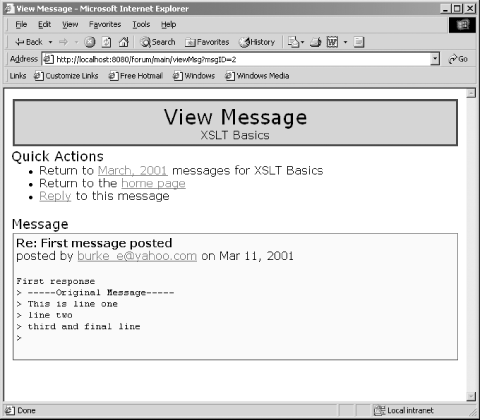 View Message - Microsoft Internet Explorer
File Edit View Favorites Tools Help
Back Search Favorites History
Address http://localhost:8080/forum/main/viewMsg?msgID=2 Go
Links Customize Links Free Hotmail Windows Windows Media
View Message
XSLT Basics
Quick Actions
• Return to March, 2001 messages for XSLT Basics
• Return to the home page
• Reply to this message
Message
Re: First message posted
posted by burke_e@yahoo.com on Mar 11, 2001
First response
> -----Original Message-----
> This is line one
> line two
> third and final line
>
Done Local intranet